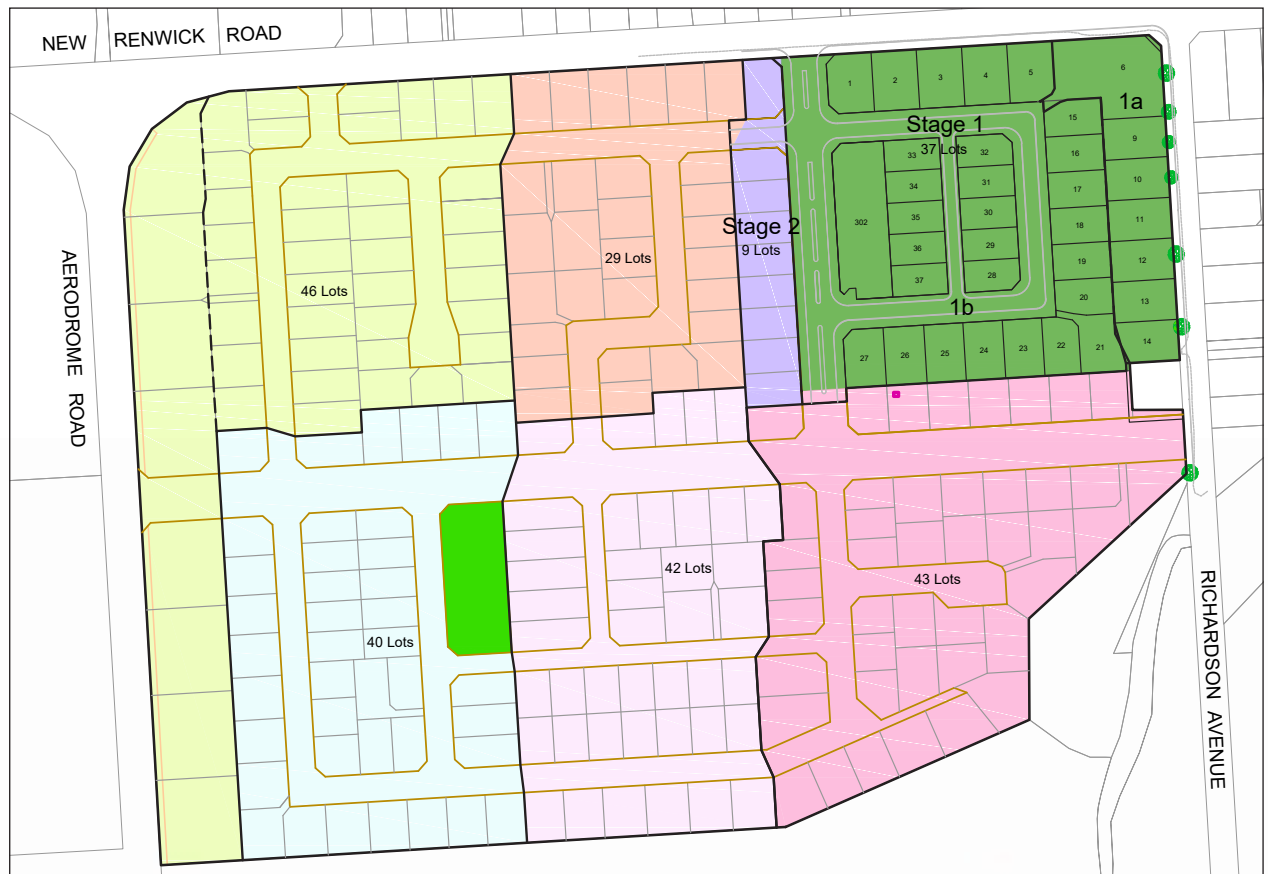 NEW RENWICK ROAD
AERODROME ROAD
RICHARDSON AVENUE
Stage 1
37 Lots
1a
1b
Stage 2
9 Lots
29 Lots
46 Lots
40 Lots
42 Lots
43 Lots
1
2
3
4
5
6
9
10
11
12
13
14
15
16
17
18
19
20
21
22
23
24
25
26
27
28
29
30
31
32
33
34
35
36
37
302